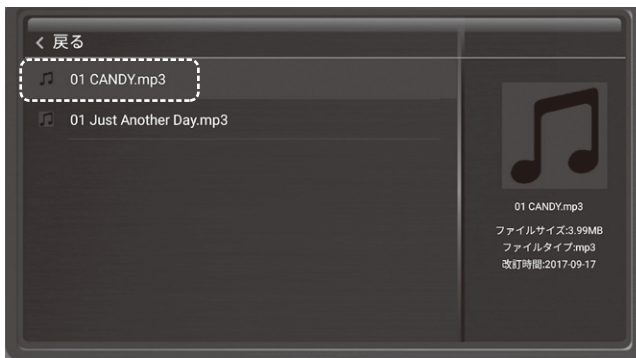 戻る
01 CANDY.mp3
01 Just Another Day.mp3
01 CANDY.mp3
ファイルサイズ:3.99MB
ファイルタイプ:mp3
改訂時間:2017-09-17